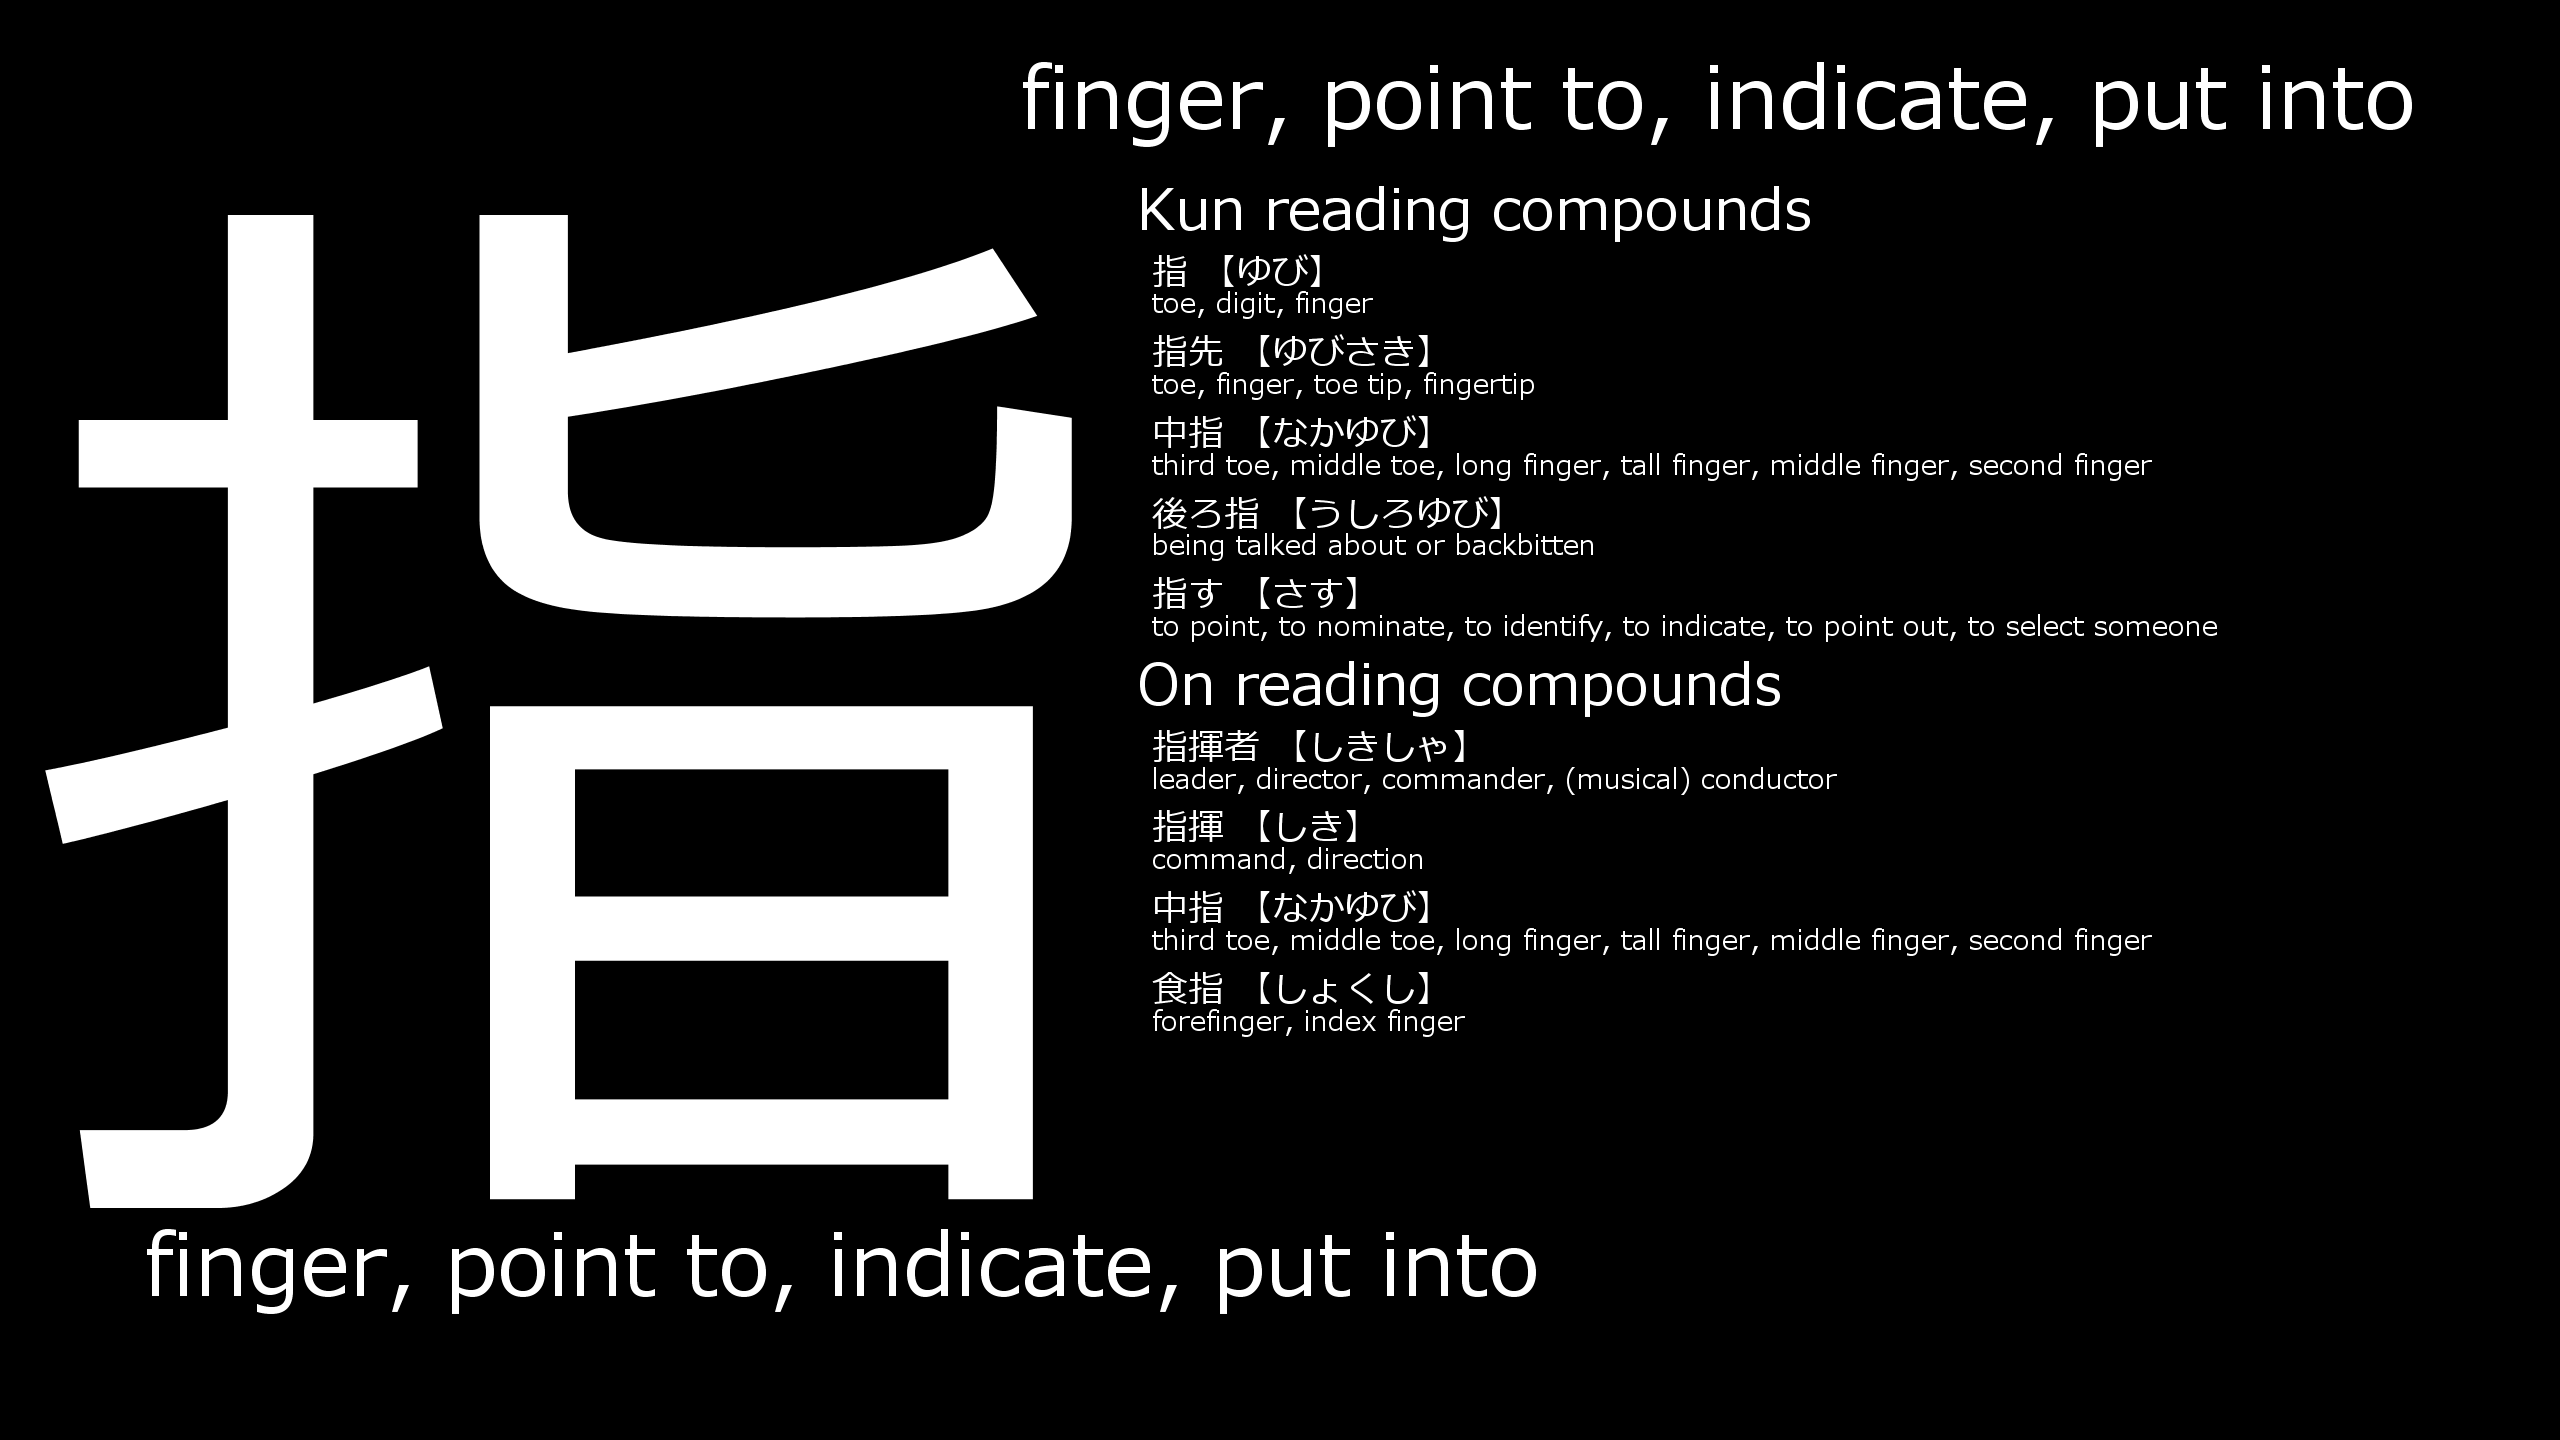 finger, point to, indicate, put into
指
Kun reading compounds
指 【ゆび】
toe, digit, finger
指先 【ゆびさき】
toe, finger, toe tip, fingertip
中指 【なかゆび】
third toe, middle toe, long finger, tall finger, middle finger, second finger
後ろ指 【うしろゆび】
being talked about or backbitten
指す 【さす】
to point, to nominate, to identify, to indicate, to point out, to select someone
On reading compounds
指揮者 【しきしゃ】
leader, director, commander, (musical) conductor
指揮 【しき】
command, direction
中指 【なかゆび】
third toe, middle toe, long finger, tall finger, middle finger, second finger
食指 【しょくし】
forefinger, index finger
finger, point to, indicate, put into